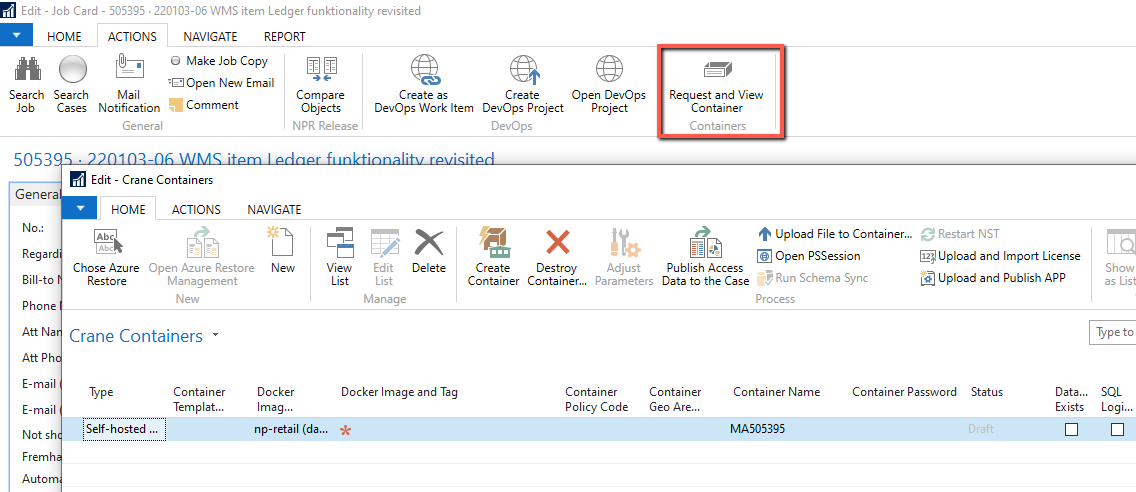 Edit - Job Card - 505395 · 220103-06 WMS item Ledger funktionality revisited
HOME ACTIONS NAVIGATE REPORT
Search Job
Search Cases
Mail Notification
Make Job Copy
Open New Email
Comment
General
Compare Objects
NPR Release
Create as DevOps Work Item
Create DevOps Project
Open DevOps Project
DevOps
Request and View Container
Containers
505395 · 220103-06 WMS item Ledger funktionality revisited
General
No.:
Regardi
Bill-to N
Phone N
Att Nan
Att Pho
E-mail (
E-mail (
Not sho
Fremha
Automa
Edit - Crane Containers
HOME ACTIONS NAVIGATE
Abc
Chose Azure Restore
Open Azure Restore Management
New
New
View List
Edit List
Delete
Manage
Create Container
Destroy Container...
Adjust Parameters
Publish Access Data to the Case
Upload File to Container...
Open PSSession
Run Schema Sync
Restart NST
Upload and Import License
Upload and Publish APP
Process
Show as List
Crane Containers
Type to
Type
Container Templat...
Docker Imag...
Docker Image and Tag
Container Policy Code
Container Geo Are...
Container Name
Container Password
Status
Data... Exists
SQL Logi...
Self-hosted ... np-retail (da... * MA505395 Draft